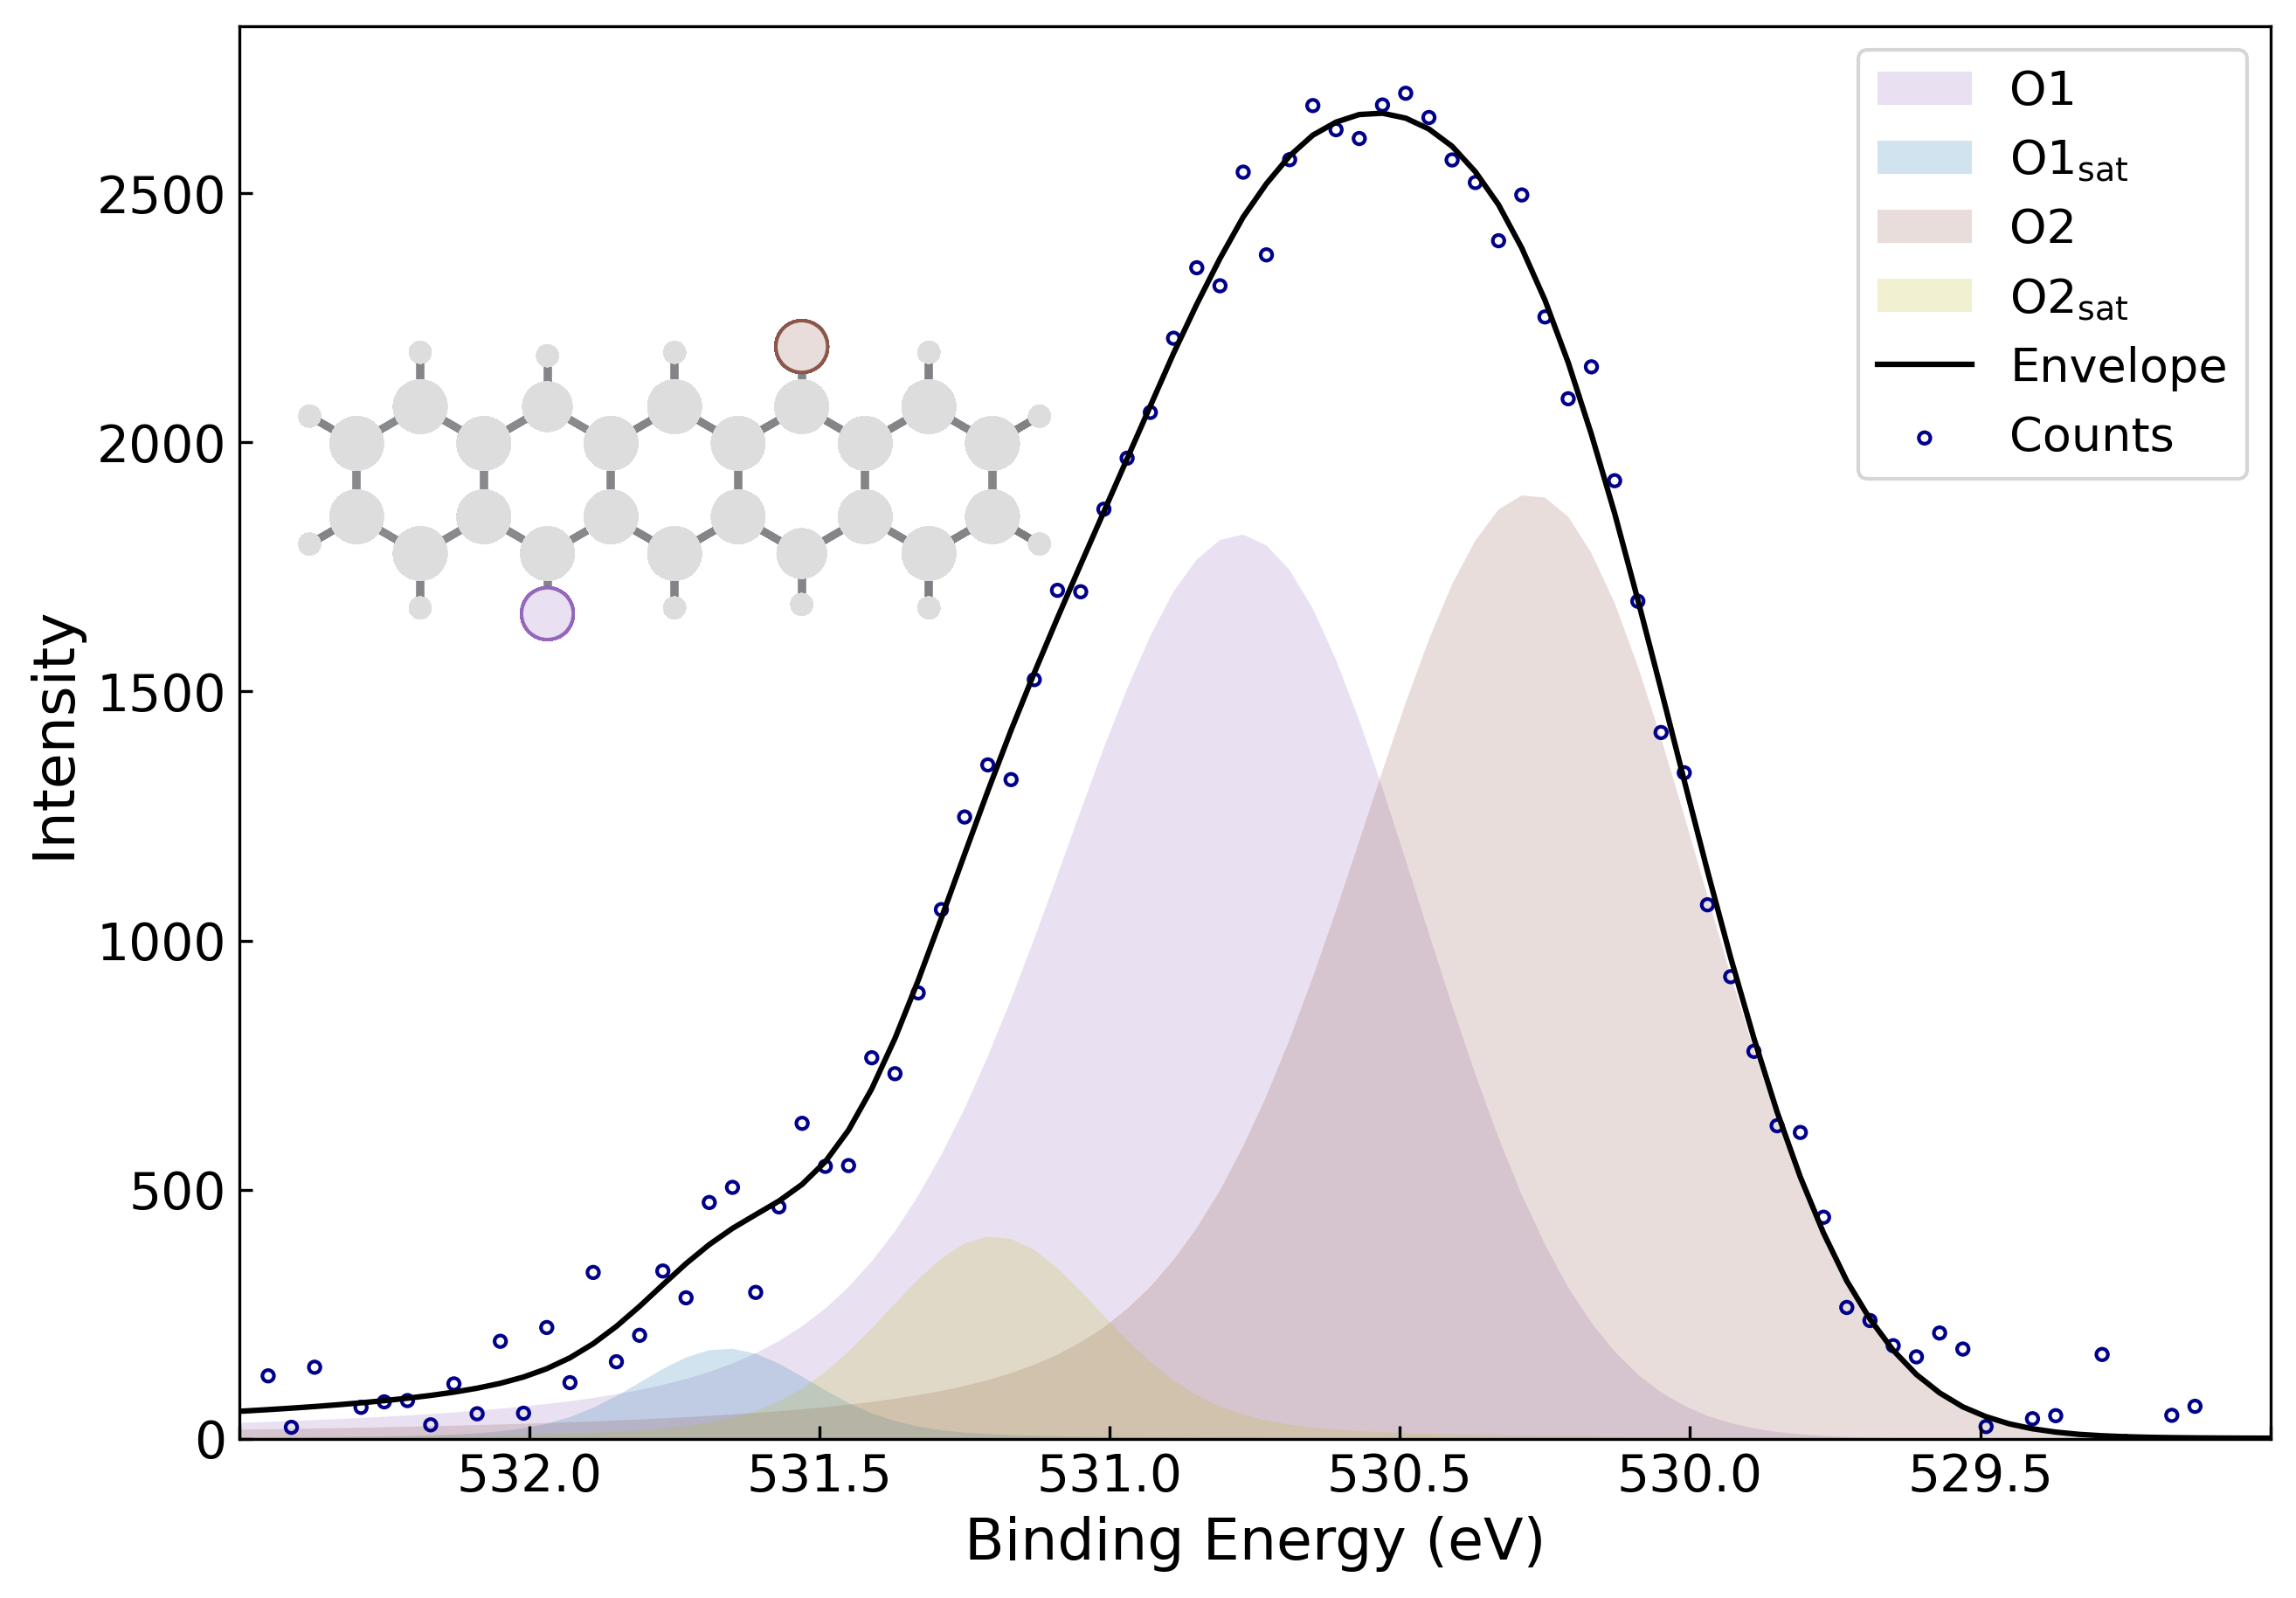 O1
O1sat
O2
O2sat
Envelope
Counts
2500
2000
1500
1000
500
0
Intensity
532.0 531.5 531.0 530.5 530.0 529.5
Binding Energy (eV)